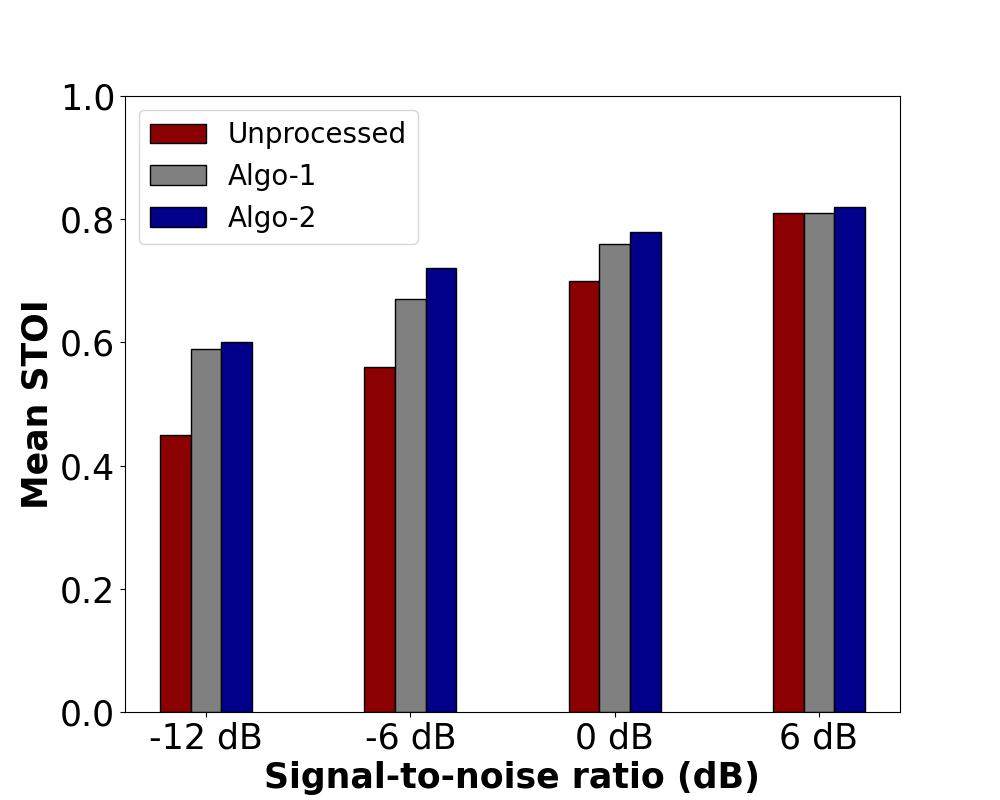 1.0
0.8
0.6
0.4
0.2
0.0
Mean STOI
Unprocessed
Algo-1
Algo-2
-12 dB
-6 dB
0 dB
6 dB
Signal-to-noise ratio (dB)